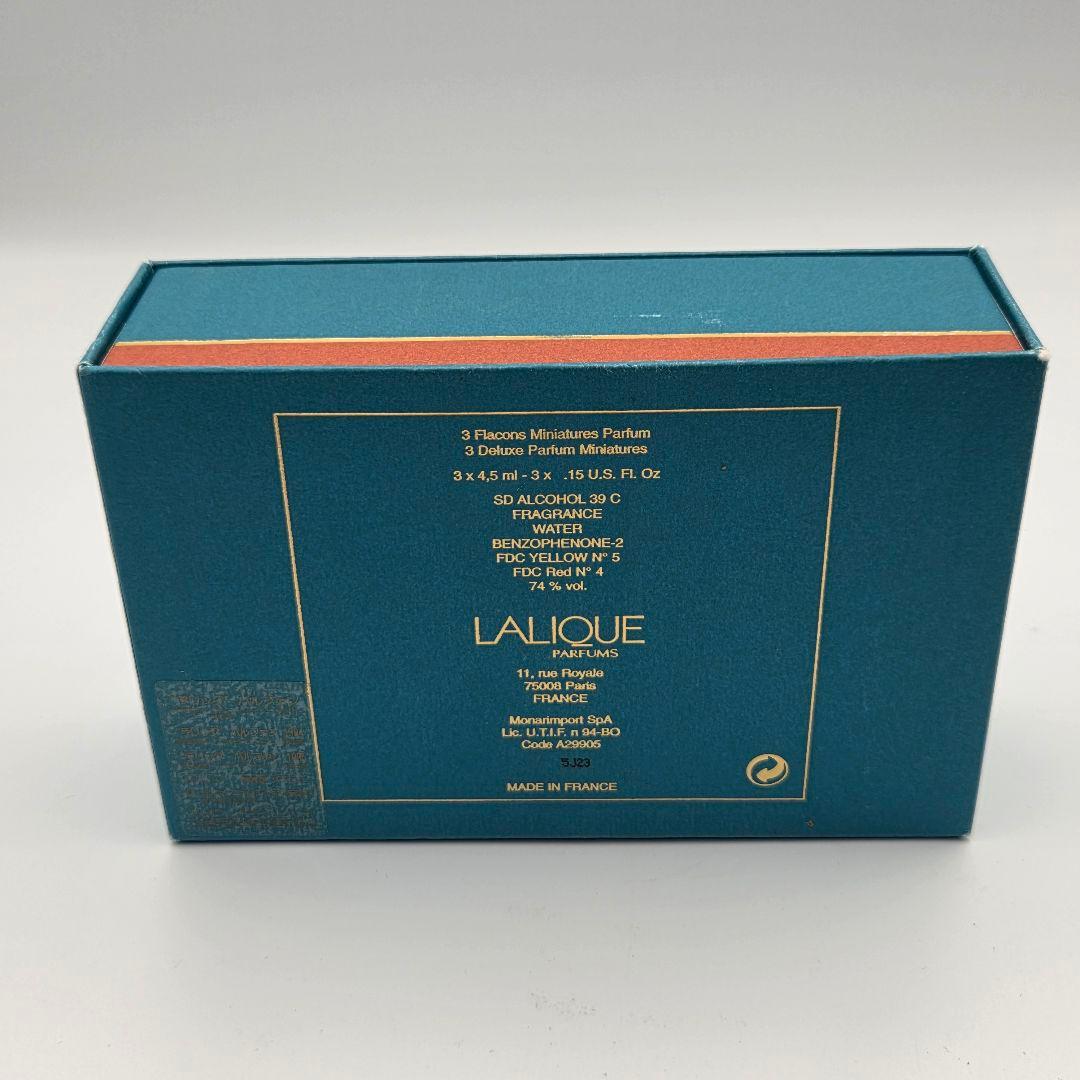 3 Flacons Miniatures Parfum
3 Deluxe Parfum Miniatures
3 x 4,5 ml - 3 x .15 U.S. Fl. Oz
SD ALCOHOL 39 C
FRAGRANCE
WATER
BENZOPHENONE-2
FDC YELLOW N° 5
FDC Red N° 4
74 % vol.
LALIQUE
PARFUMS
11, rue Royale
75008 Paris
FRANCE
Monarimport SpA
Lic. U.T.I.F. n 94-BO
Code A29905
5J23
MADE IN FRANCE